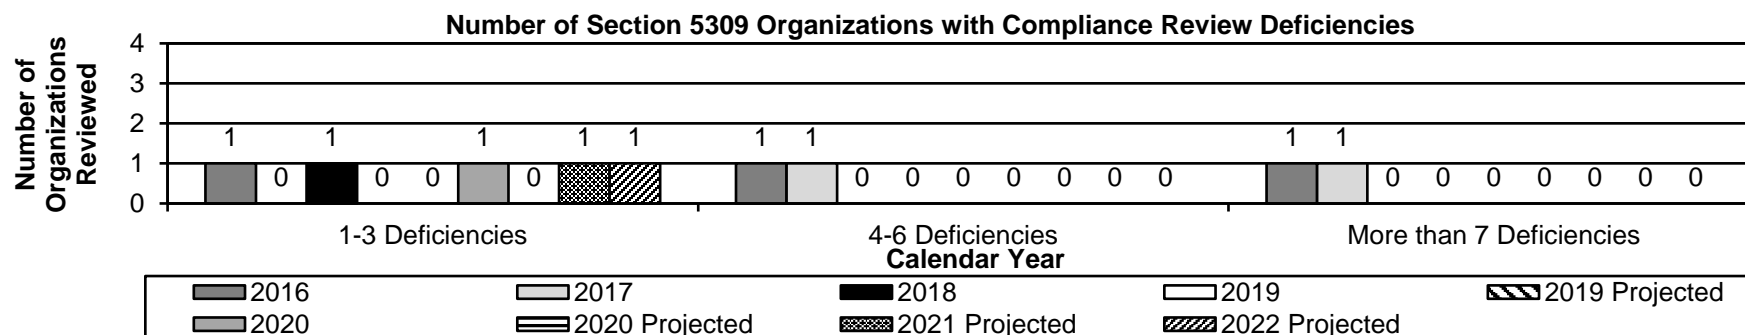 Number of Section 5309 Organizations with Compliance Review Deficiencies
Number of
Organizations
Reviewed
4
3
2
1
0
1 0 1 0 0 1 0 1 1
1 1 0 0 0 0 0 0 0
1 1 0 0 0 0 0 0 0
1-3 Deficiencies
4-6 Deficiencies
More than 7 Deficiencies
Calendar Year
2016 2017 2018 2019 2019 Projected
2020 2020 Projected 2021 Projected 2022 Projected